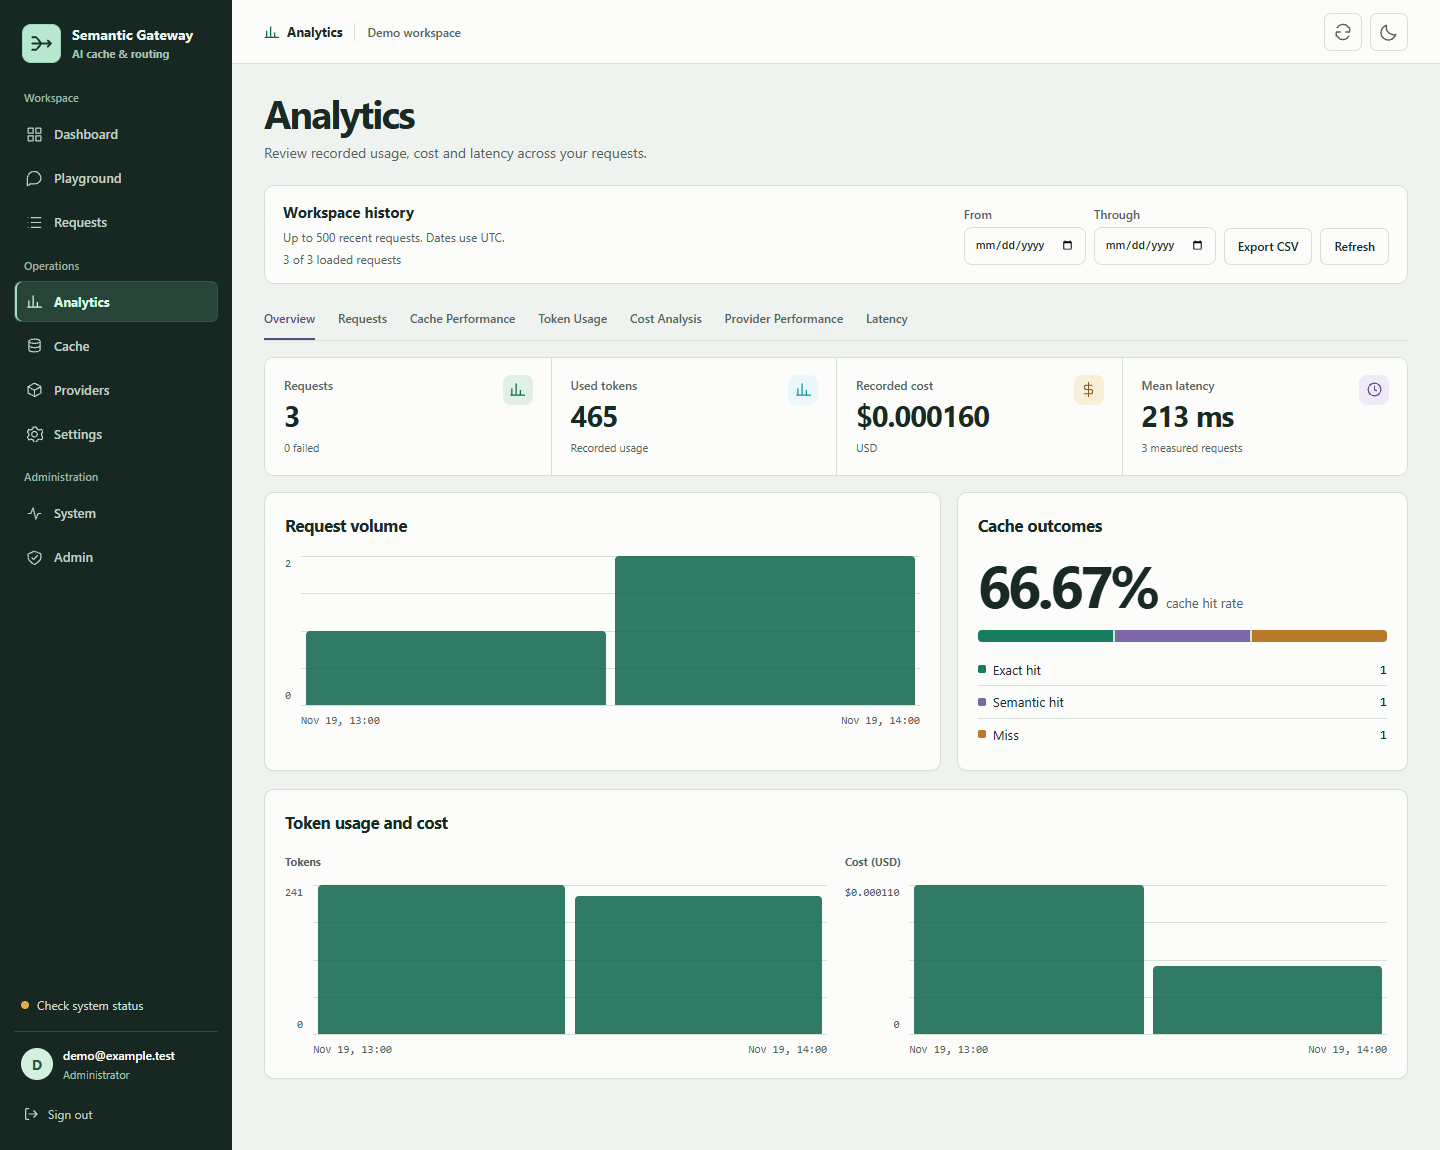 Semantic Gateway
AI cache & routing
Workspace
Dashboard
Playground
Requests
Operations
Analytics
Cache
Providers
Settings
Administration
System
Admin
Check system status
D
demo@example.test
Administrator
Sign out
Analytics
Demo workspace
Analytics
Review recorded usage, cost and latency across your requests.
Workspace history
Up to 500 recent requests. Dates use UTC.
3 of 3 loaded requests
From
mm/dd/yyyy
Through
mm/dd/yyyy
Export CSV
Refresh
Overview
Requests
Cache Performance
Token Usage
Cost Analysis
Provider Performance
Latency
Requests
3
0 failed
Used tokens
465
Recorded usage
Recorded cost
$0.000160
USD
Mean latency
213 ms
3 measured requests
Request volume
2
0
Nov 19, 13:00
Nov 19, 14:00
Cache outcomes
66.67% cache hit rate
Exact hit 1
Semantic hit 1
Miss 1
Token usage and cost
Tokens
241
0
Nov 19, 13:00
Nov 19, 14:00
Cost (USD)
$0.000110
0
Nov 19, 13:00
Nov 19, 14:00